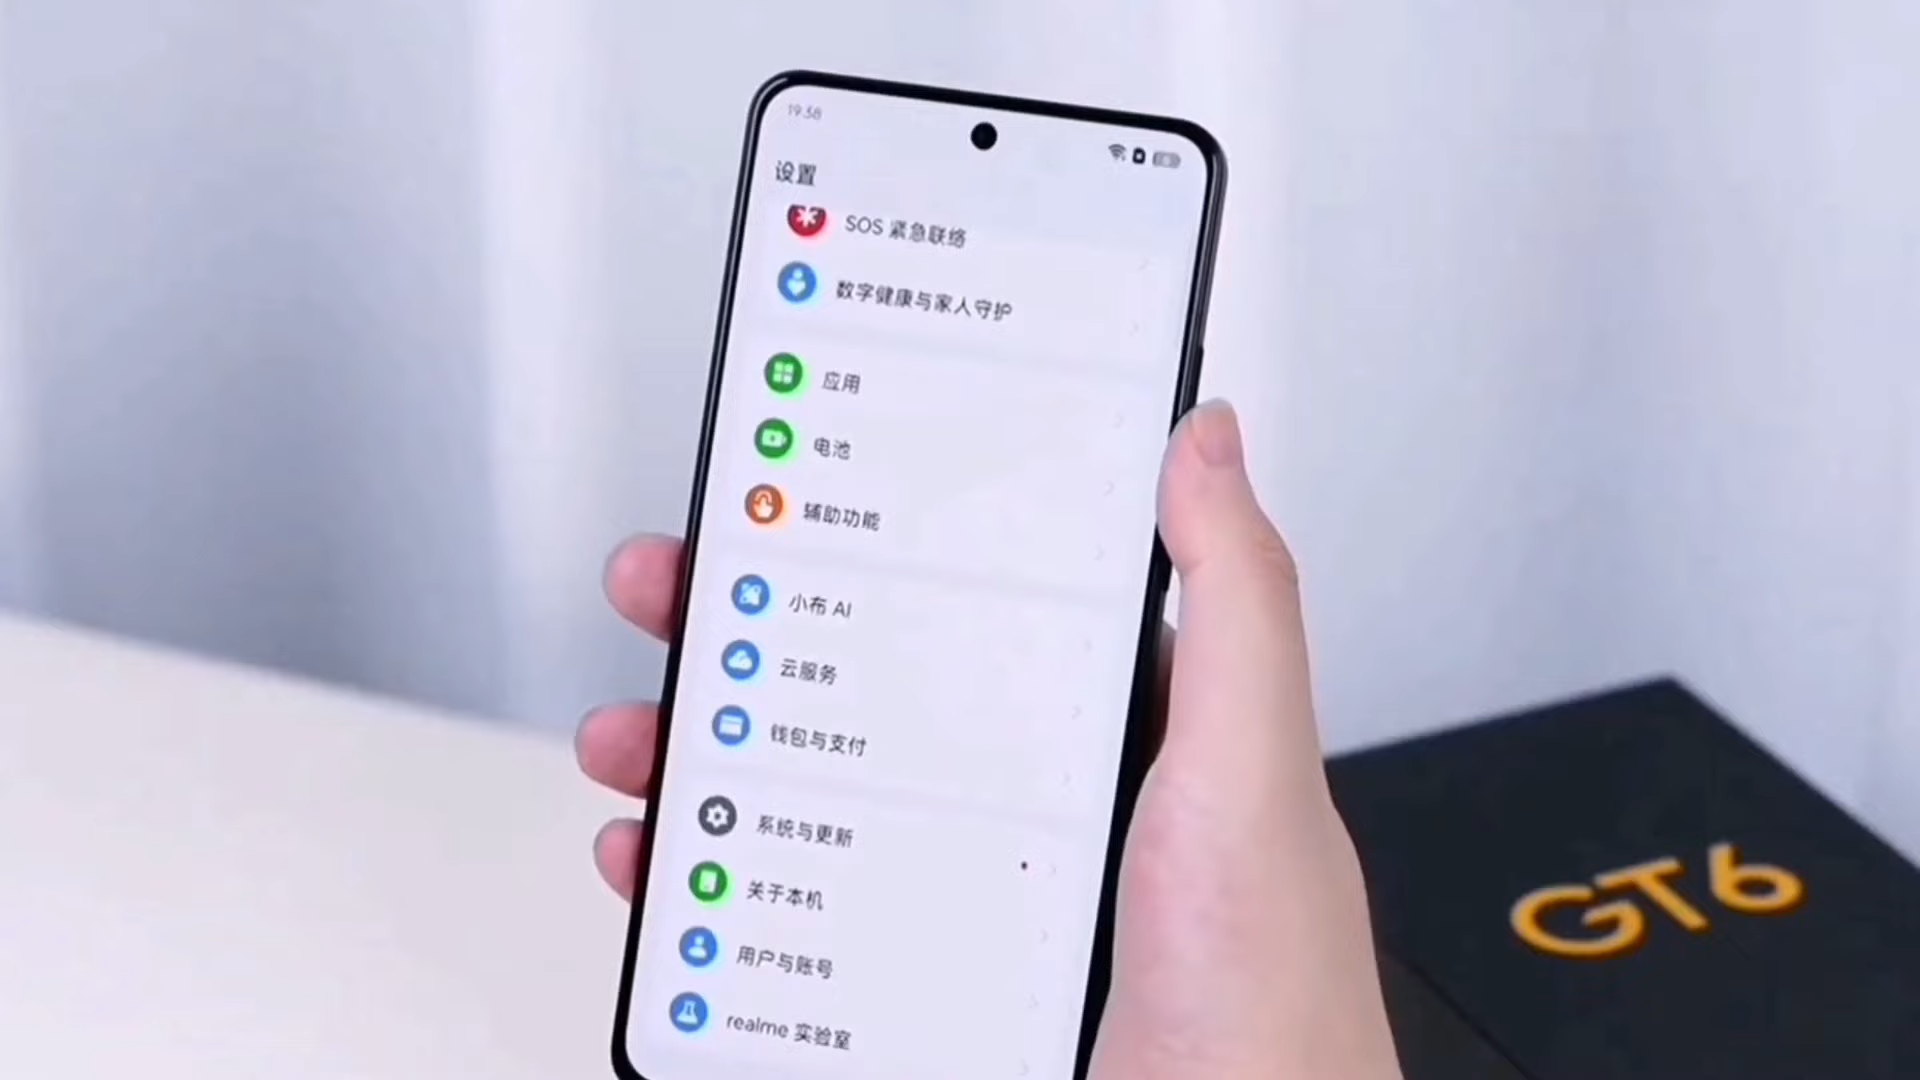 19:58
设置
SOS 紧急联络
数字健康与家人守护
应用
电池
辅助功能
小布 AI
云服务
钱包与支付
系统与更新
关于本机
用户与账号
realme 实验室
GT6